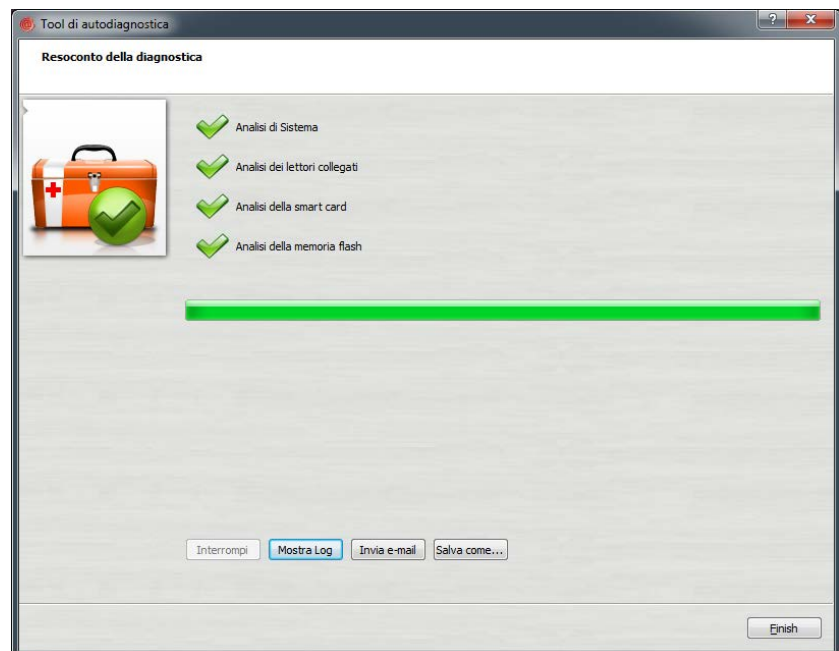 Tool di autodiagnostica
Resoconto della diagnostica
Analisi di Sistema
Analisi dei lettori collegati
Analisi della smart card
Analisi della memoria flash
Interrompi Mostra Log Invia e-mail Salva come...
Finish